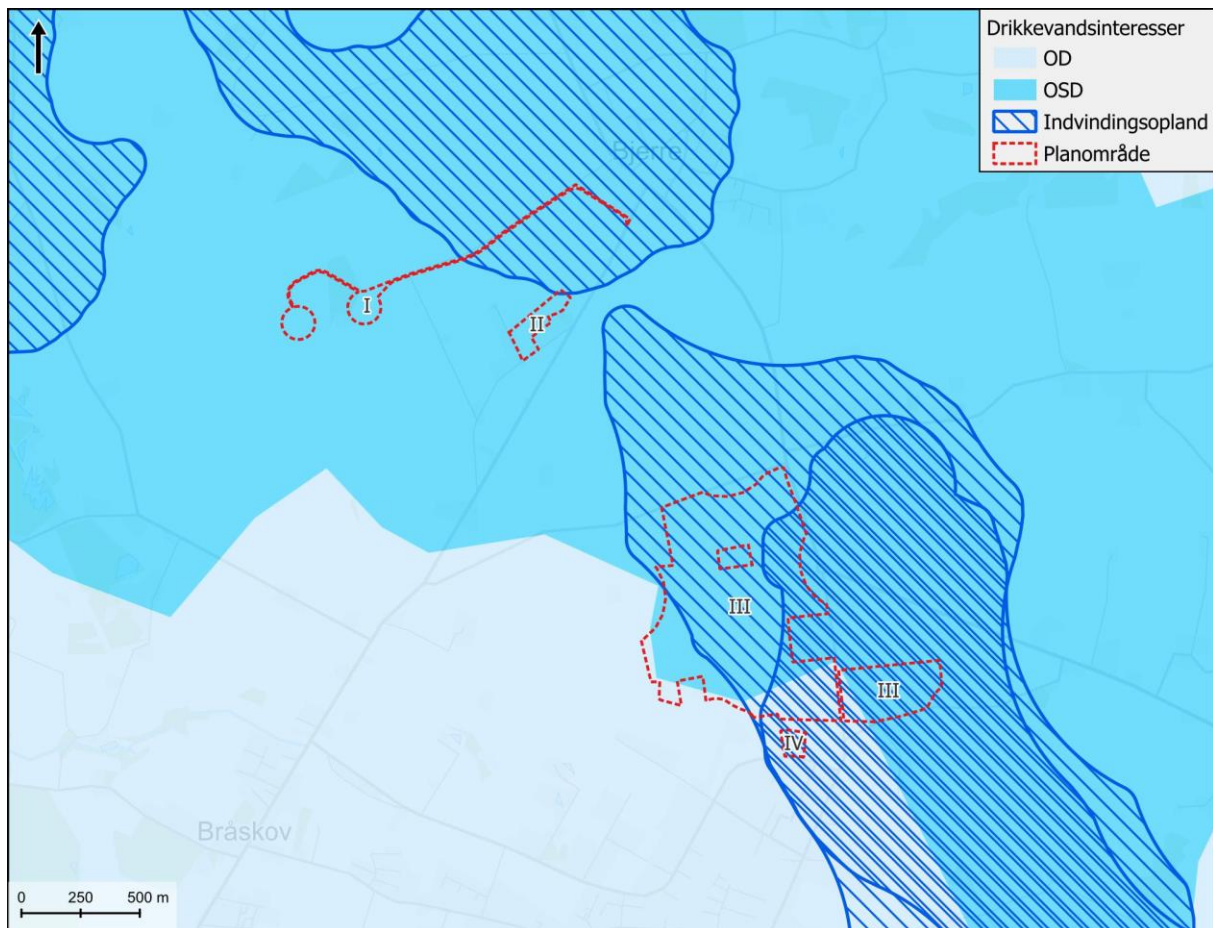 Drikkevandsinteresser
OD
OSD
Indvindingsopland
Planområde
Bjerre
I
II
III
III
IV
Bråskov
0 250 500 m